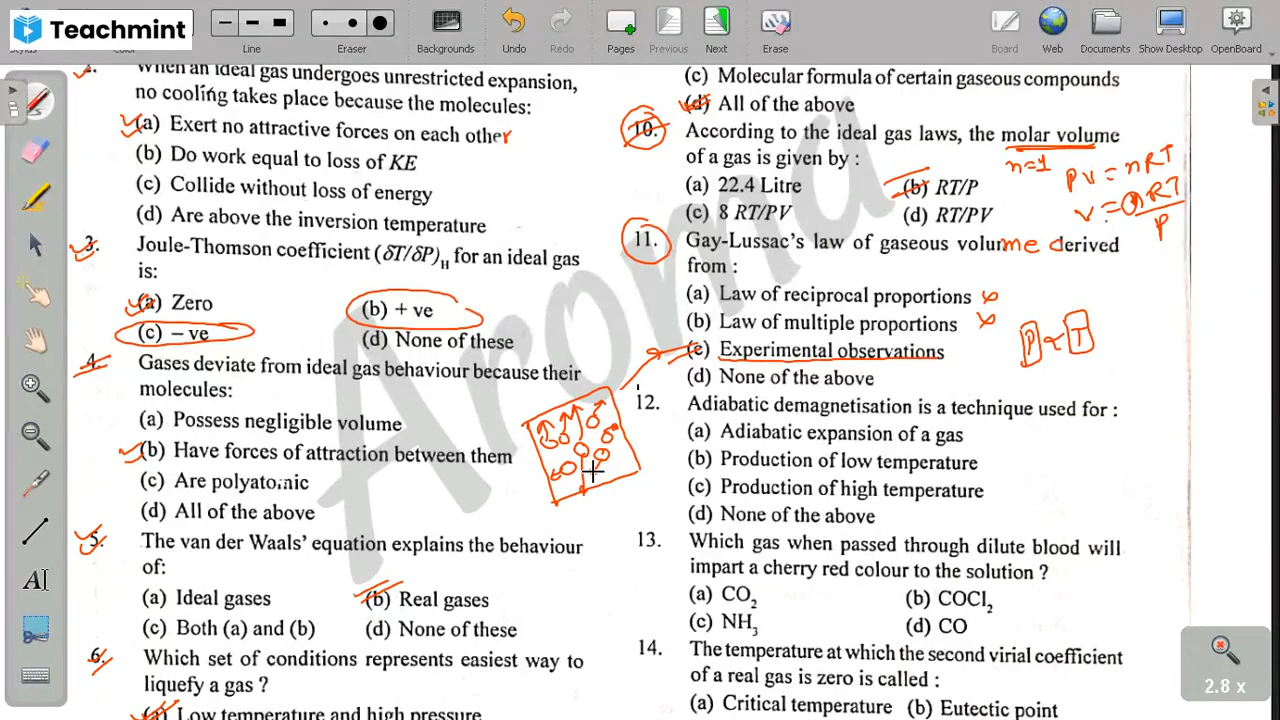 Teachmint
Line
Eraser
Backgrounds
Undo
Redo
Pages
Previous
Next
Erase
Board
Web
Documents
Show Desktop
OpenBoard
When an ideal gas undergoes unrestricted expansion,
no cooling takes place because the molecules:
(a) Exert no attractive forces on each other
(b) Do work equal to loss of KE
(c) Collide without loss of energy
(d) Are above the inversion temperature
3. Joule-Thomson coefficient (δT/δP)H for an ideal gas
is:
(a) Zero (b) + ve
(c) – ve (d) None of these
4. Gases deviate from ideal gas behaviour because their
molecules:
(a) Possess negligible volume
(b) Have forces of attraction between them
(c) Are polyatomic
(d) All of the above
5. The van der Waals' equation explains the behaviour
of:
(a) Ideal gases (b) Real gases
(c) Both (a) and (b) (d) None of these
6. Which set of conditions represents easiest way to
liquefy a gas ?
(a) Low temperature and high pressure
(c) Molecular formula of certain gaseous compounds
(d) All of the above
10. According to the ideal gas laws, the molar volume
of a gas is given by :
(a) 22.4 Litre (b) RT/P
(c) 8 RT/PV (d) RT/PV
n=1
PV = nRT
V = nRT
P
11. Gay-Lussac's law of gaseous volume derived
from :
(a) Law of reciprocal proportions
(b) Law of multiple proportions
(c) Experimental observations
(d) None of the above
P ∝ T
12. Adiabatic demagnetisation is a technique used for :
(a) Adiabatic expansion of a gas
(b) Production of low temperature
(c) Production of high temperature
(d) None of the above
13. Which gas when passed through dilute blood will
impart a cherry red colour to the solution ?
(a) CO₂ (b) COCl₂
(c) NH₃ (d) CO
14. The temperature at which the second virial coefficient
of a real gas is zero is called :
(a) Critical temperature (b) Eutectic point
Aroma
2.8 x